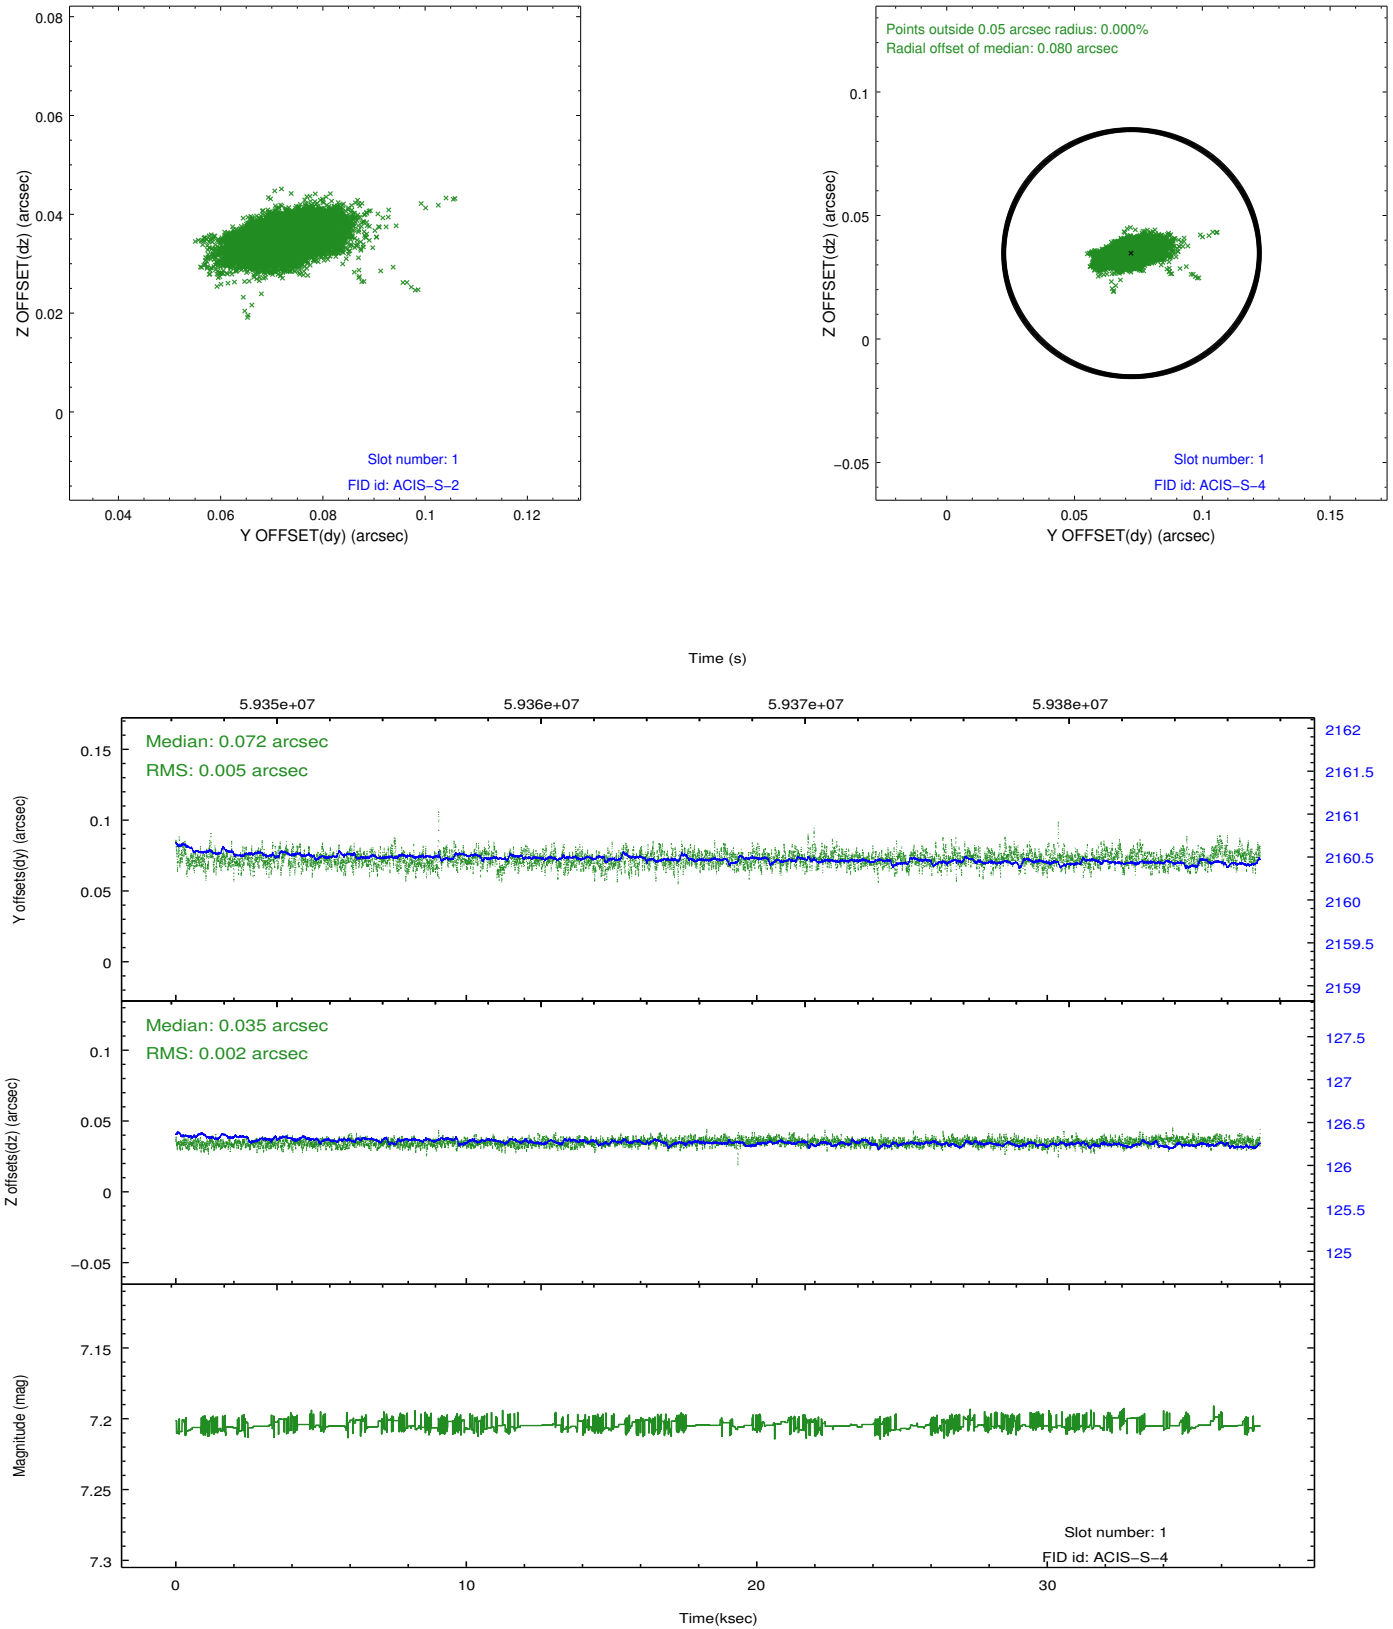 0.08
0.06
0.04
0.02
0
Z OFFSET(dz) (arcsec)
Slot number: 1
FID id: ACIS−S−2
0.04 0.06 0.08 0.1 0.12
Y OFFSET(dy) (arcsec)
Points outside 0.05 arcsec radius: 0.000%
Radial offset of median: 0.080 arcsec
0.1
0.05
0
−0.05
Z OFFSET(dz) (arcsec)
Slot number: 1
FID id: ACIS−S−4
0 0.05 0.1 0.15
Y OFFSET(dy) (arcsec)
Time (s)
5.935e+07 5.936e+07 5.937e+07 5.938e+07
Median: 0.072 arcsec
RMS: 0.005 arcsec
0.15
0.1
0.05
0
Y offsets(dy) (arcsec)
2162
2161.5
2161
2160.5
2160
2159.5
2159
Median: 0.035 arcsec
RMS: 0.002 arcsec
0.1
0.05
0
−0.05
Z offsets(dz) (arcsec)
127.5
127
126.5
126
125.5
125
7.15
7.2
7.25
7.3
Magnitude (mag)
Slot number: 1
FID id: ACIS−S−4
0 10 20 30
Time(ksec)